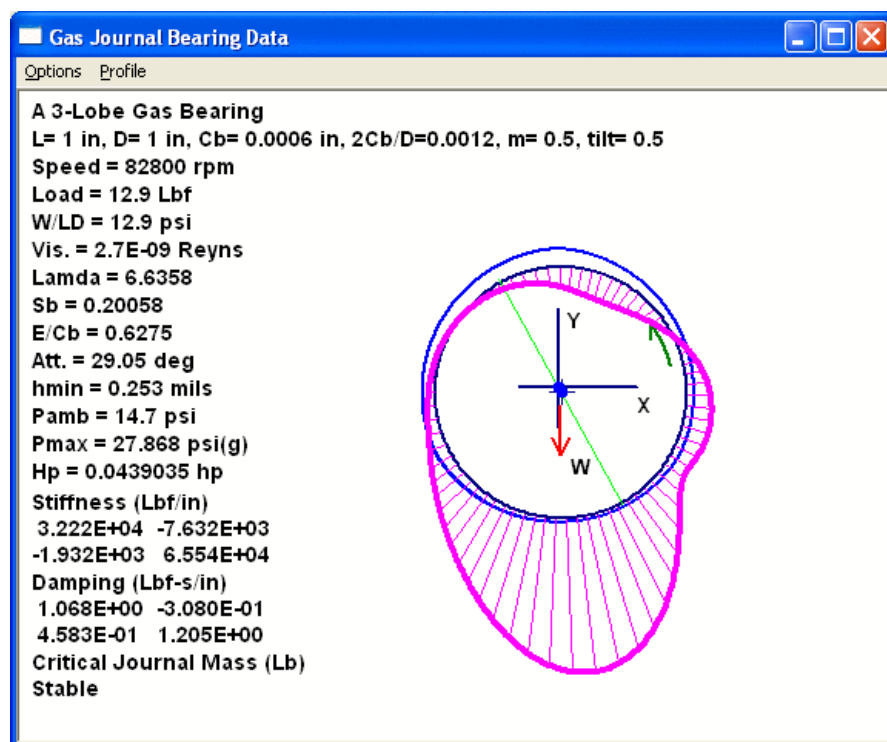 Gas Journal Bearing Data
Options Profile
A 3-Lobe Gas Bearing
L= 1 in, D= 1 in, Cb= 0.0006 in, 2Cb/D=0.0012, m= 0.5, tilt= 0.5
Speed = 82800 rpm
Load = 12.9 Lbf
W/LD = 12.9 psi
Vis. = 2.7E-09 Reyns
Lamda = 6.6358
Sb = 0.20058
E/Cb = 0.6275
Att. = 29.05 deg
hmin = 0.253 mils
Pamb = 14.7 psi
Pmax = 27.868 psi(g)
Hp = 0.0439035 hp
Stiffness (Lbf/in)
3.222E+04 -7.632E+03
-1.932E+03 6.554E+04
Damping (Lbf-s/in)
1.068E+00 -3.080E-01
4.583E-01 1.205E+00
Critical Journal Mass (Lb)
Stable
Y
X
W